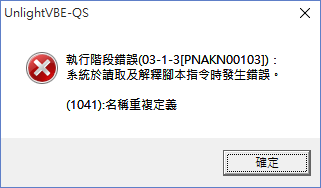 UnlightVBE-QS
執行階段錯誤(03-1-3[PNAKN00103])：
系統於讀取及解釋腳本指令時發生錯誤。
(1041):名稱重複定義
確定